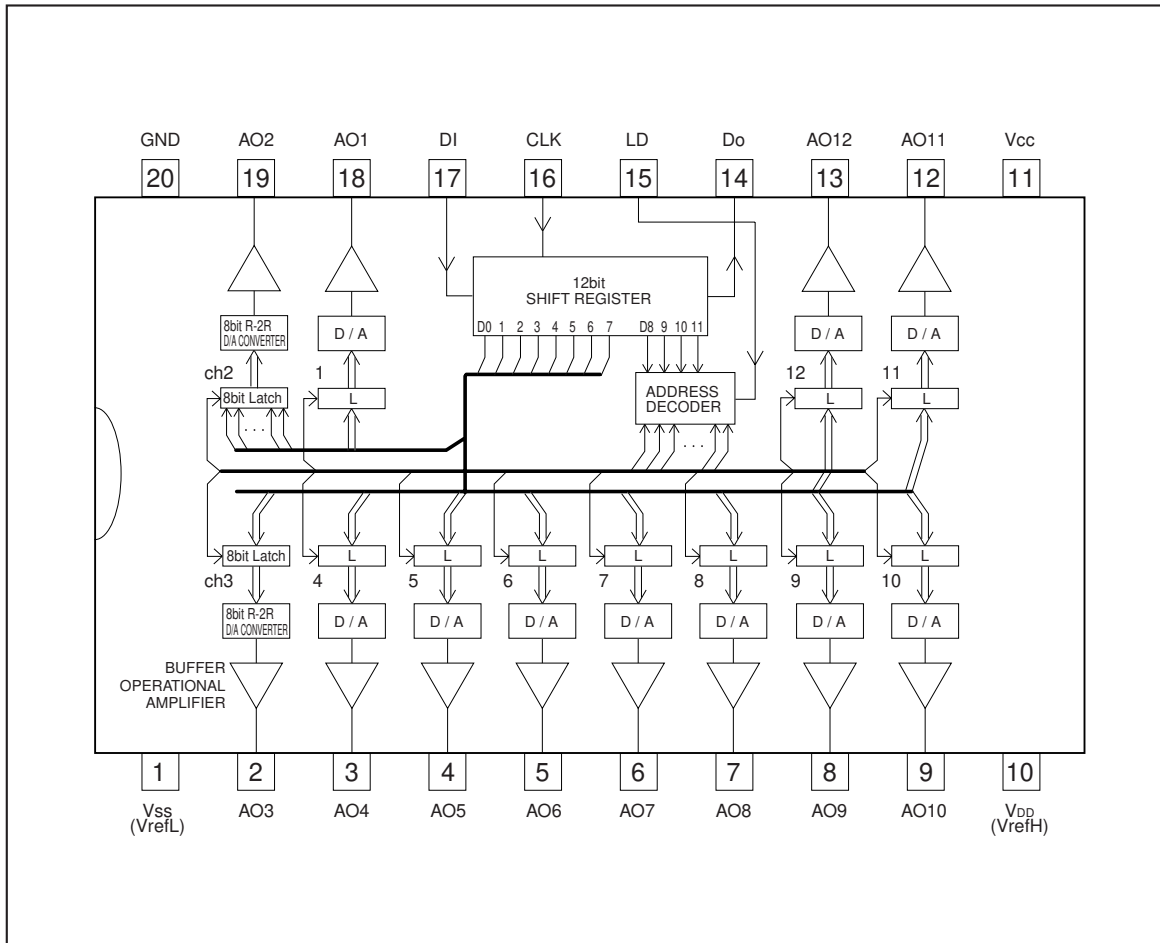 GND AO2 AO1 DI CLK LD Do AO12 AO11 Vcc
20 19 18 17 16 15 14 13 12 11
12bit
SHIFT REGISTER
D0 1 2 3 4 5 6 7 D8 9 10 11
8bit R-2R
D/A CONVERTER
D / A
D / A
D / A
ch2
1
12
11
8bit Latch
L
ADDRESS
DECODER
L
L
. . .
. . .
8bit Latch
L
L
L
L
L
L
L
ch3
4
5
6
7
8
9
10
8bit R-2R
D/A CONVERTER
D / A
D / A
D / A
D / A
D / A
D / A
D / A
BUFFER
OPERATIONAL
AMPLIFIER
1 2 3 4 5 6 7 8 9 10
Vss AO3 AO4 AO5 AO6 AO7 AO8 AO9 AO10 VDD
(VrefL) (VrefH)